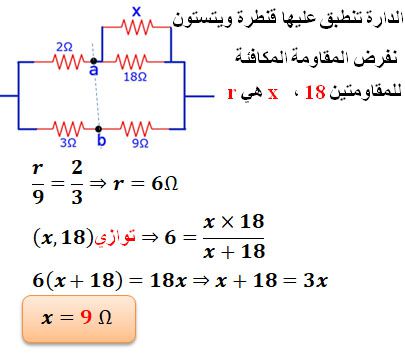 الدارة تنطبق عليها قنطرة ويتستون
نفرض المقاومة المكافئة
للمقاومتين 18 ، x هي r
x
2Ω
a
18Ω
b
3Ω
9Ω
r/9 = 2/3 ⇒ r = 6Ω
(x, 18) توازي ⇒ 6 = (x × 18)/(x + 18)
6(x + 18) = 18x ⇒ x + 18 = 3x
x = 9 Ω